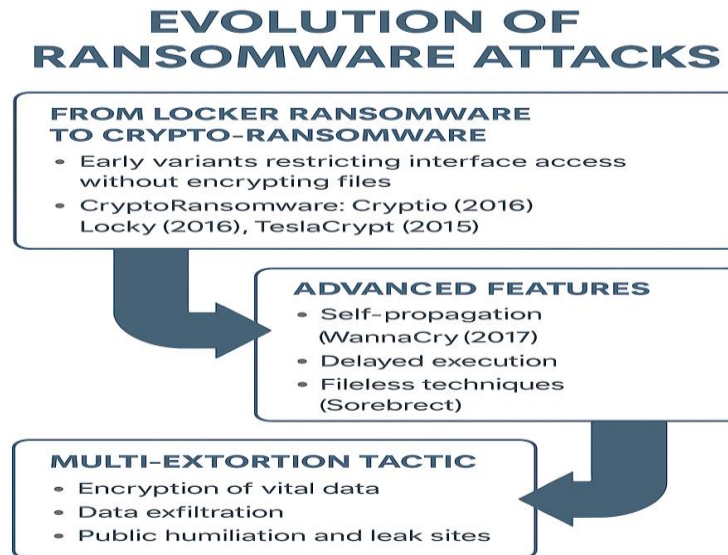 EVOLUTION OF
RANSOMWARE ATTACKS
FROM LOCKER RANSOMWARE
TO CRYPTO-RANSOMWARE
• Early variants restricting interface access
without encrypting files
• CryptoRansomware: Cryptio (2016)
Locky (2016), TeslaCrypt (2015)
ADVANCED FEATURES
• Self-propagation
(WannaCry (2017)
• Delayed execution
• Fileless techniques
(Sorebrect)
MULTI-EXTORTION TACTIC
• Encryption of vital data
• Data exfiltration
• Public humiliation and leak sites